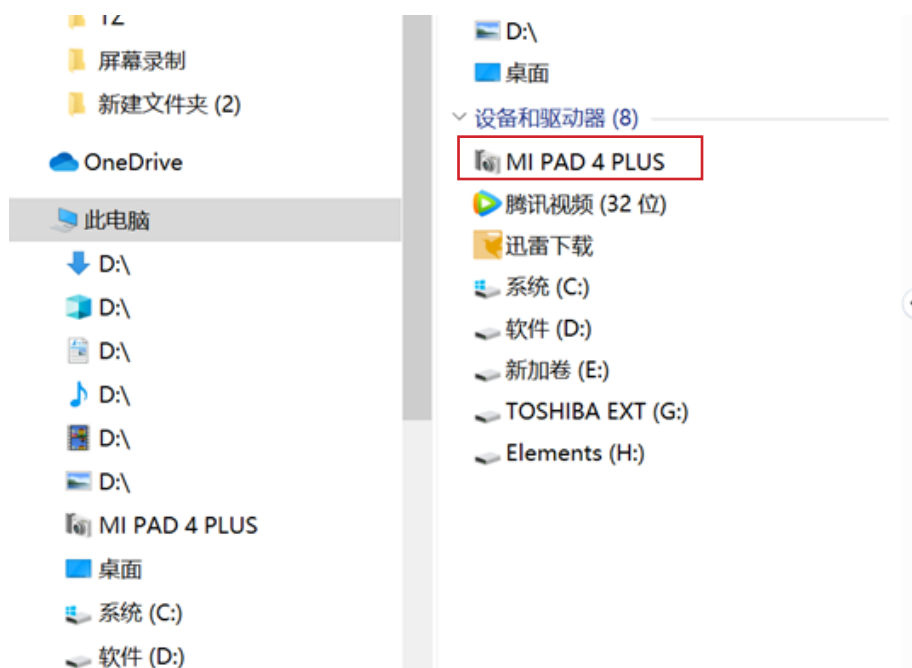 TZ
屏幕录制
新建文件夹 (2)
OneDrive
此电脑
D:\
D:\
D:\
D:\
D:\
D:\
MI PAD 4 PLUS
桌面
系统 (C:)
软件 (D:)
D:\
桌面
设备和驱动器 (8)
MI PAD 4 PLUS
腾讯视频 (32 位)
迅雷下载
系统 (C:)
软件 (D:)
新加卷 (E:)
TOSHIBA EXT (G:)
Elements (H:)